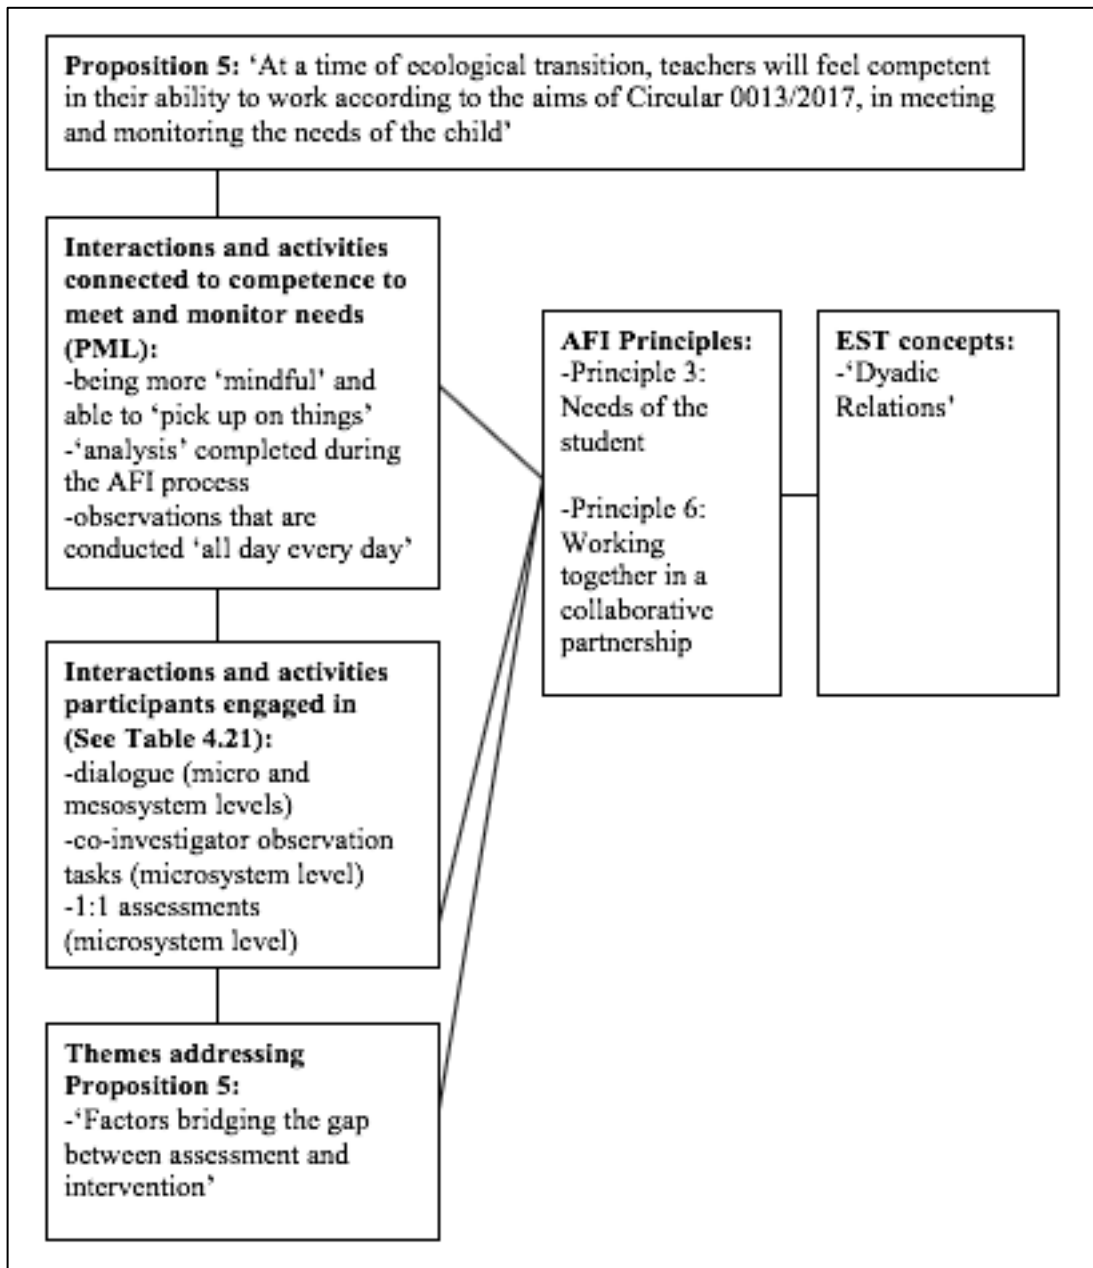 Proposition 5: ‘At a time of ecological transition, teachers will feel competent
in their ability to work according to the aims of Circular 0013/2017, in meeting
and monitoring the needs of the child’
Interactions and activities
connected to competence to
meet and monitor needs
(PML):
-being more ‘mindful’ and
able to ‘pick up on things’
-‘analysis’ completed during
the AFI process
-observations that are
conducted ‘all day every day’
Interactions and activities
participants engaged in
(See Table 4.21):
-dialogue (micro and
mesosystem levels)
-co-investigator observation
tasks (microsystem level)
-1:1 assessments
(microsystem level)
Themes addressing
Proposition 5:
-‘Factors bridging the gap
between assessment and
intervention’
AFI Principles:
-Principle 3:
Needs of the
student
-Principle 6:
Working
together in a
collaborative
partnership
EST concepts:
-‘Dyadic
Relations’